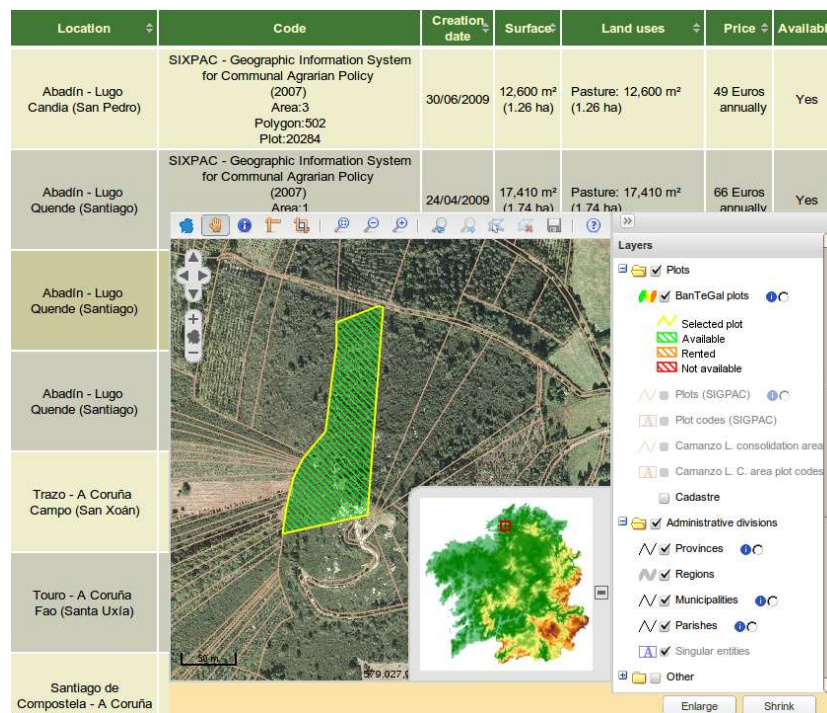 Location
Code
Creation
date
Surface
Land uses
Price
Availabl
Abadín - Lugo
Candia (San Pedro)
SIXPAC - Geographic Information System
for Communal Agrarian Policy
(2007)
Area:3
Polygon:502
Plot:20284
30/06/2009
12,600 m²
(1.26 ha)
Pasture: 12,600 m²
(1.26 ha)
49 Euros
annually
Yes
Abadín - Lugo
Quende (Santiago)
SIXPAC - Geographic Information System
for Communal Agrarian Policy
(2007)
Area:1
24/04/2009
17,410 m²
(1.74 ha)
Pasture: 17,410 m²
(1.74 ha)
66 Euros
annually
Yes
Abadín - Lugo
Quende (Santiago)
Abadín - Lugo
Quende (Santiago)
Trazo - A Coruña
Campo (San Xoán)
Touro - A Coruña
Fao (Santa Uxía)
Santiago de
Compostela - A Coruña
50 m
579.027,
Layers
Plots
BanTeGal plots
Selected plot
Available
Rented
Not available
Plots (SIGPAC)
Plot codes (SIGPAC)
Camanzo L. consolidation area
Camanzo L. C. area plot codes
Cadastre
Administrative divisions
Provinces
Regions
Municipalities
Parishes
Singular entities
Other
Enlarge
Shrink